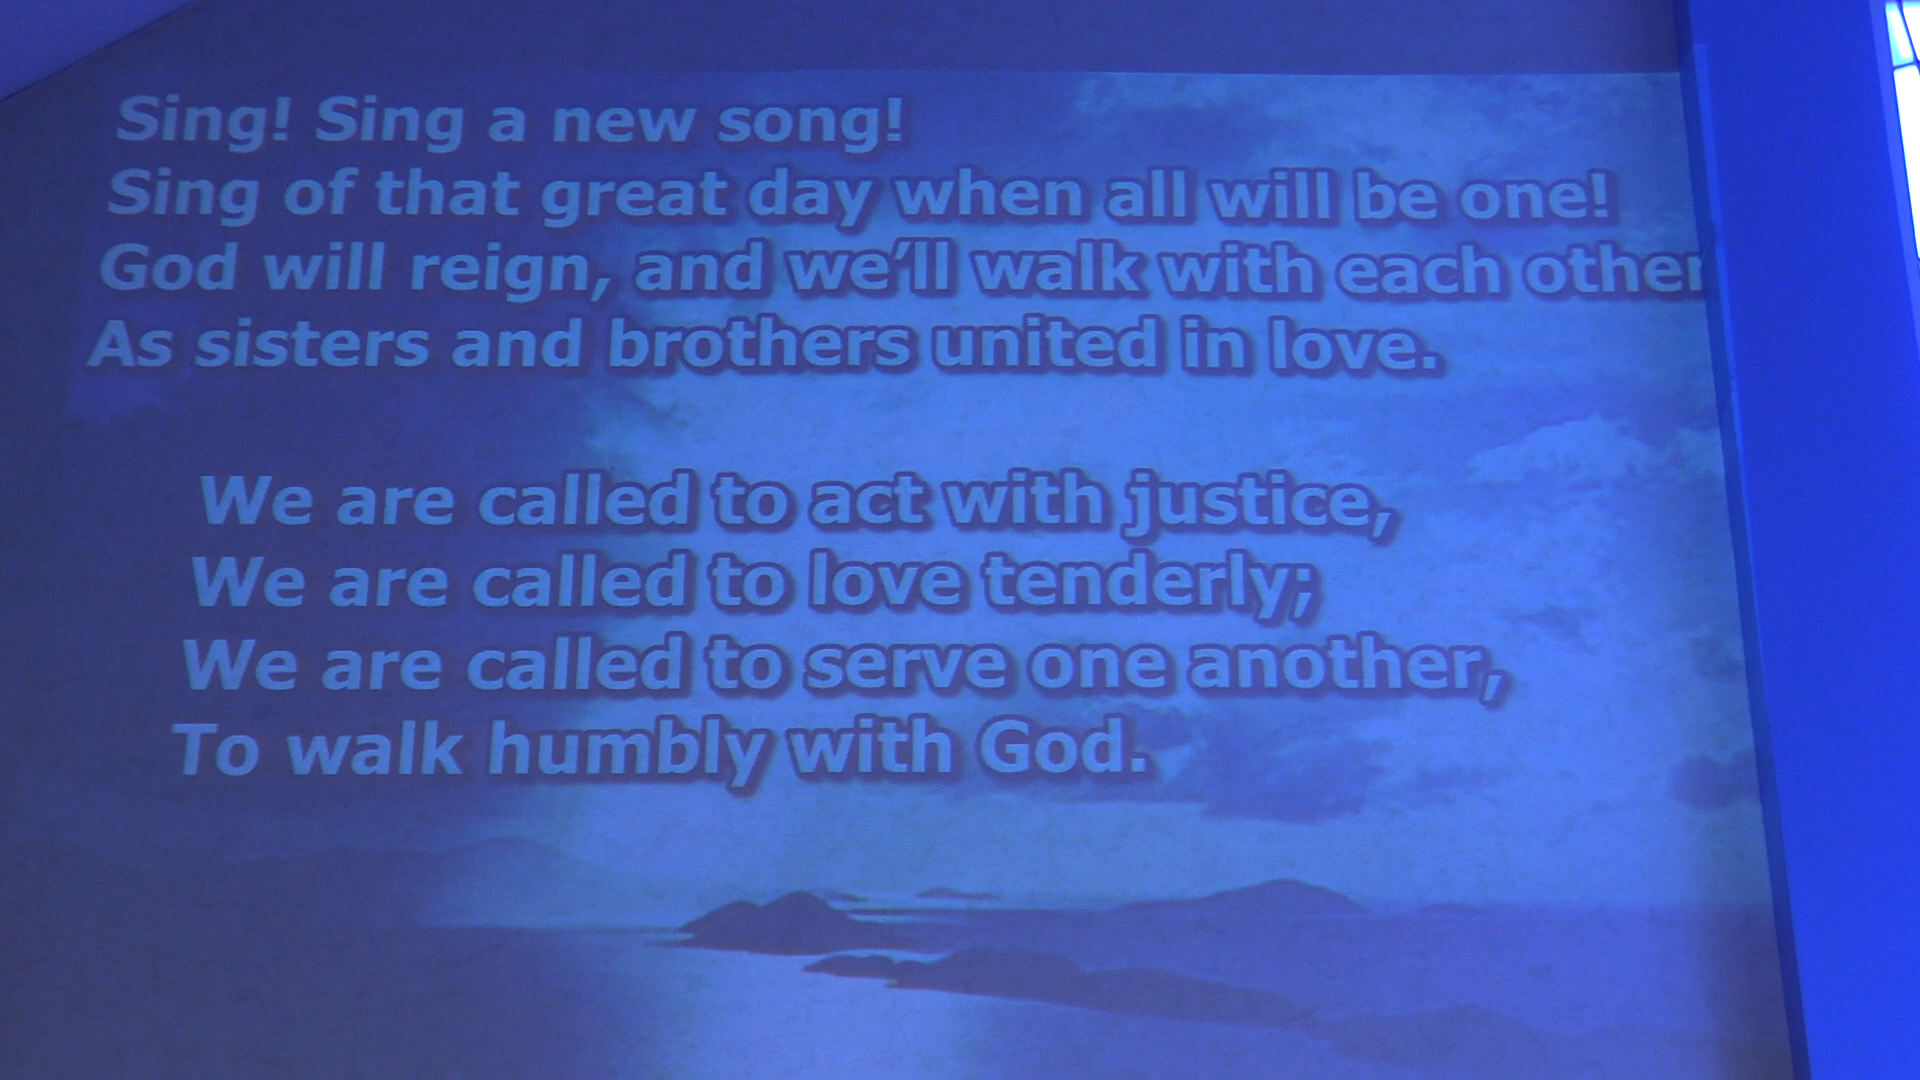 Sing! Sing a new song!
Sing of that great day when all will be one!
God will reign, and we’ll walk with each other
As sisters and brothers united in love.
We are called to act with justice,
We are called to love tenderly;
We are called to serve one another,
To walk humbly with God.